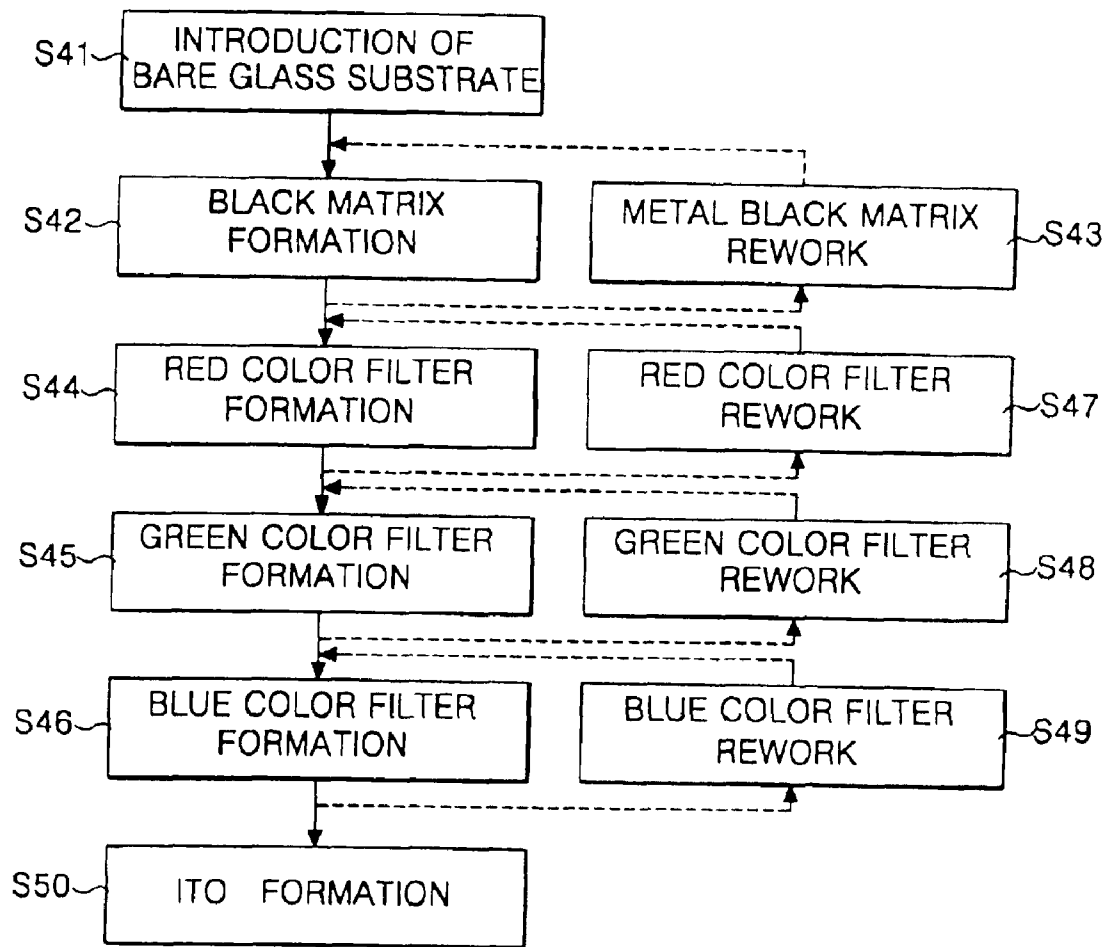 S41
INTRODUCTION OF
BARE GLASS SUBSTRATE
S42
BLACK MATRIX
FORMATION
METAL BLACK MATRIX
REWORK
S43
S44
RED COLOR FILTER
FORMATION
RED COLOR FILTER
REWORK
S47
S45
GREEN COLOR FILTER
FORMATION
GREEN COLOR FILTER
REWORK
S48
S46
BLUE COLOR FILTER
FORMATION
BLUE COLOR FILTER
REWORK
S49
S50
ITO FORMATION